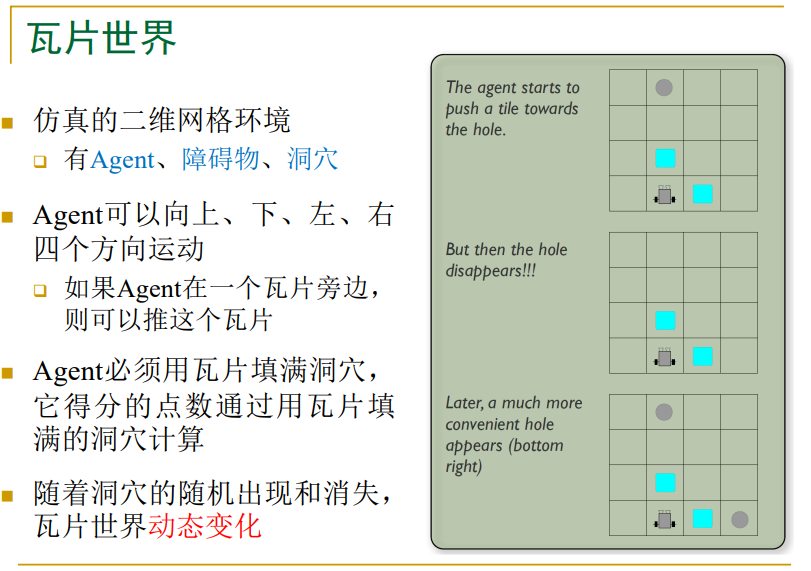 瓦片世界
仿真的二维网格环境
有Agent、障碍物、洞穴
Agent可以向上、下、左、右
四个方向运动
如果Agent在一个瓦片旁边，
则可以推这个瓦片
Agent必须用瓦片填满洞穴，
它得分的点数通过用瓦片填
满的洞穴计算
随着洞穴的随机出现和消失，
瓦片世界动态变化
The agent starts to
push a tile towards
the hole.
But then the hole
disappears!!!
Later, a much more
convenient hole
appears (bottom
right)